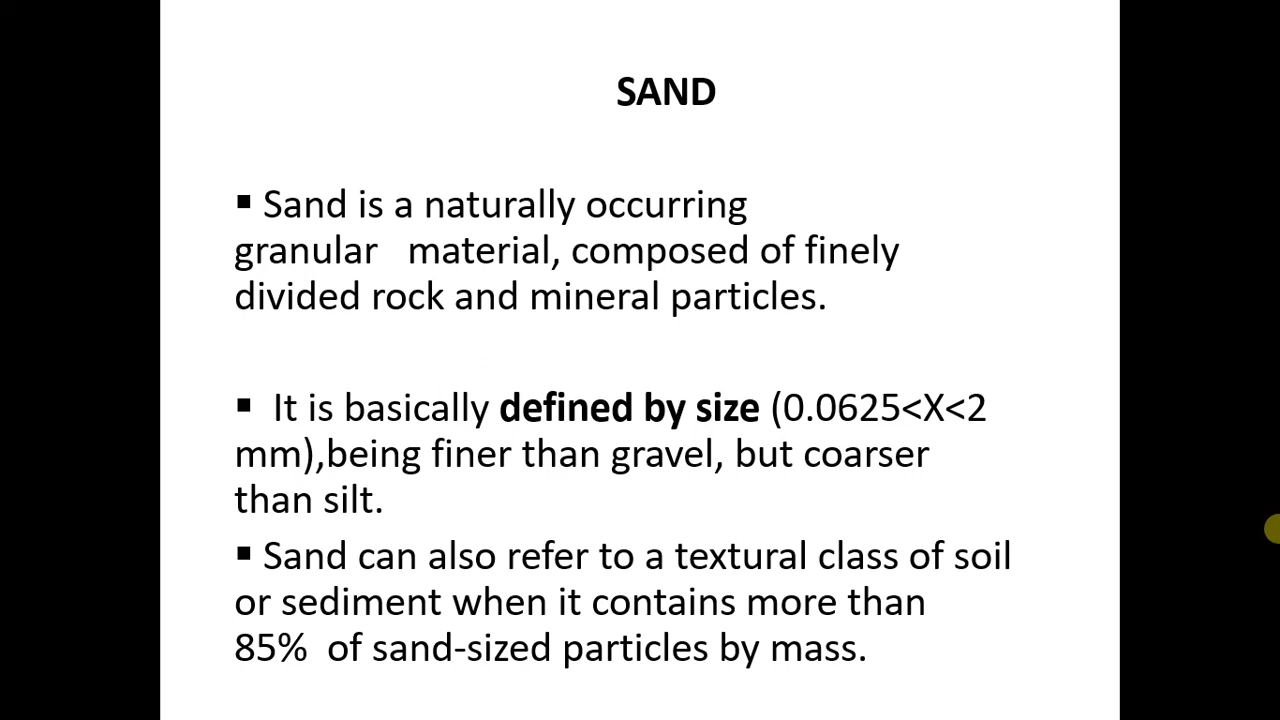 SAND
▪ Sand is a naturally occurring
granular   material, composed of finely
divided rock and mineral particles.
▪  It is basically defined by size (0.0625<X<2
mm),being finer than gravel, but coarser
than silt.
▪ Sand can also refer to a textural class of soil
or sediment when it contains more than
85%  of sand-sized particles by mass.